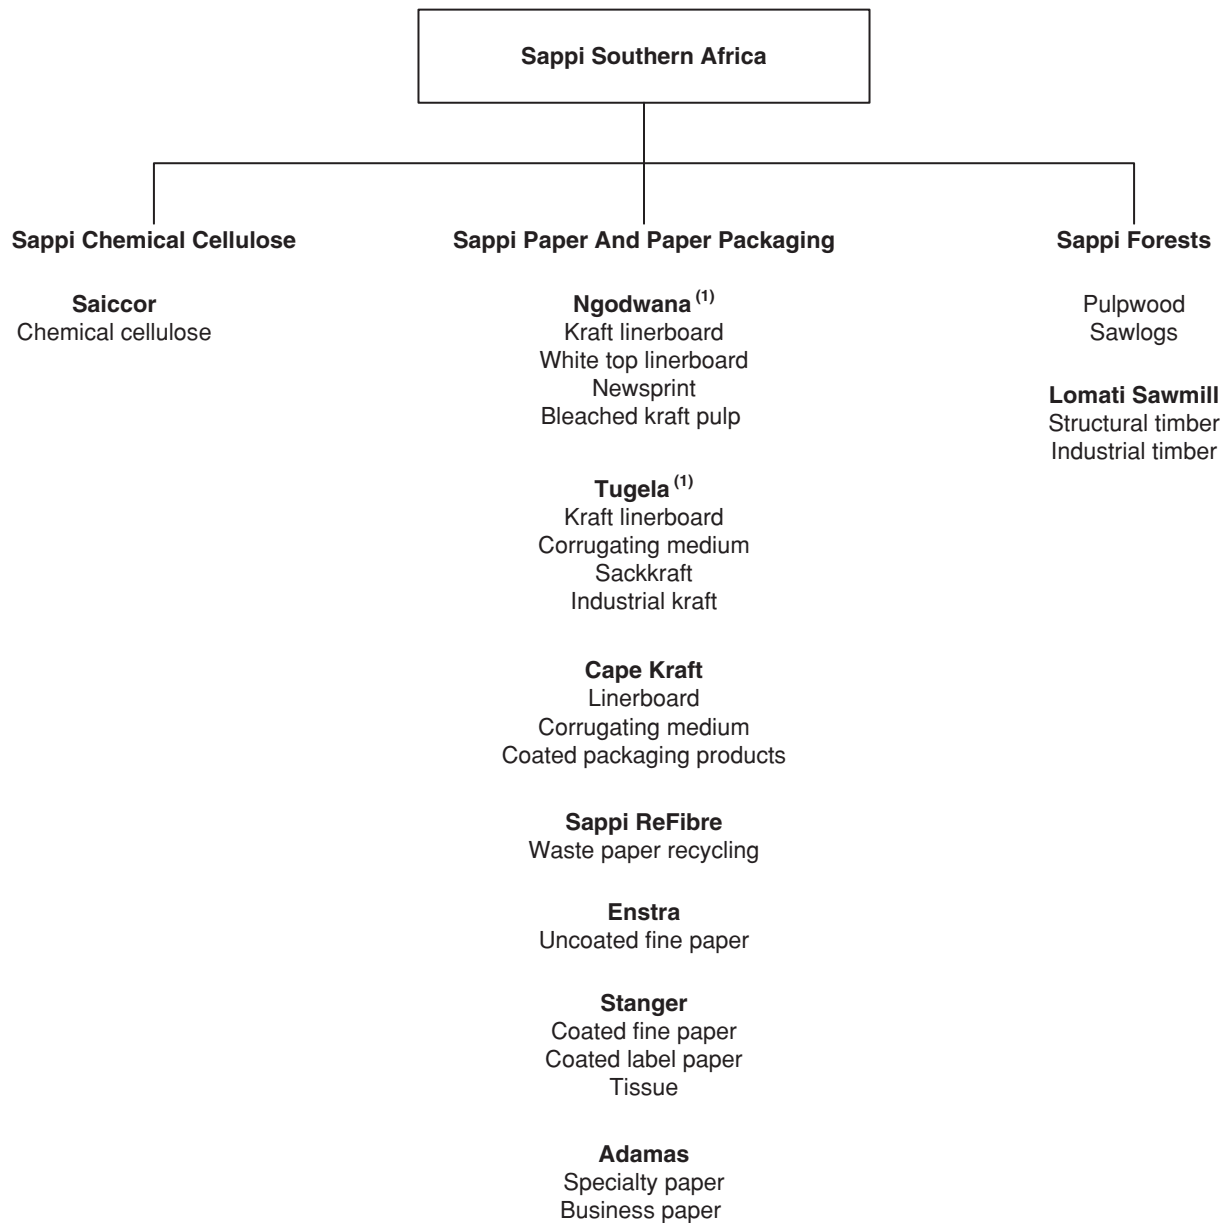 Sappi Southern Africa
Sappi Chemical Cellulose
Saiccor
Chemical cellulose
Sappi Paper And Paper Packaging
Ngodwana (1)
Kraft linerboard
White top linerboard
Newsprint
Bleached kraft pulp
Tugela (1)
Kraft linerboard
Corrugating medium
Sackkraft
Industrial kraft
Cape Kraft
Linerboard
Corrugating medium
Coated packaging products
Sappi ReFibre
Waste paper recycling
Enstra
Uncoated fine paper
Stanger
Coated fine paper
Coated label paper
Tissue
Adamas
Specialty paper
Business paper
Sappi Forests
Pulpwood
Sawlogs
Lomati Sawmill
Structural timber
Industrial timber